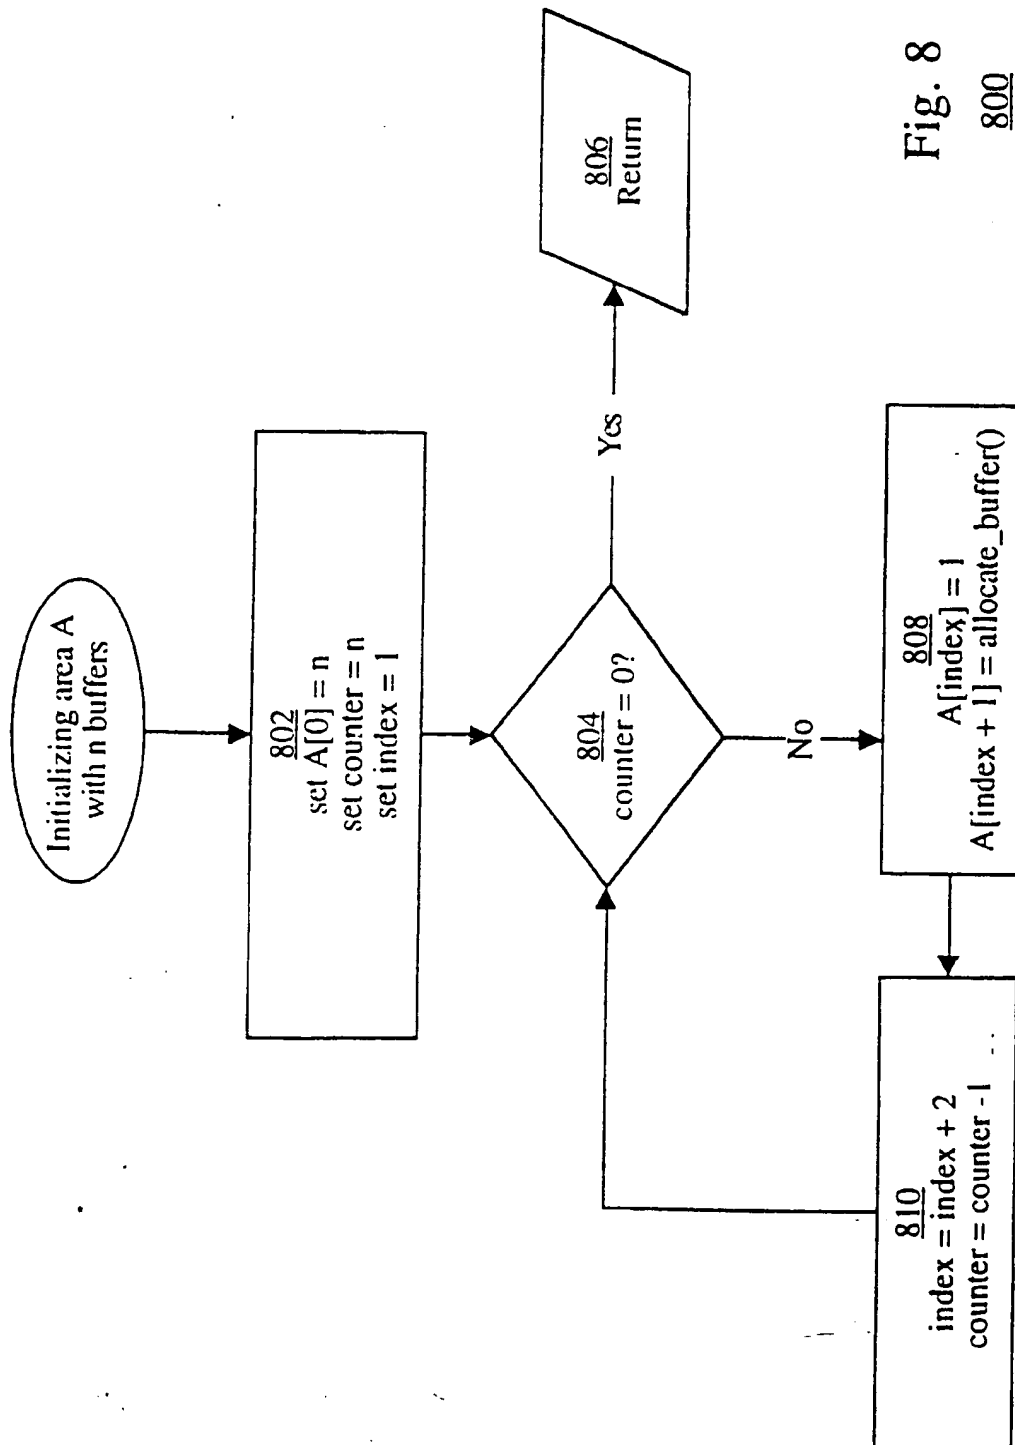 Initializing area A
with n buffers
802
set A[0] = n
set counter = n
set index = 1
804
counter = 0?
Yes
806
Return
No
808
A[index] = 1
A[index + 1] = allocate_buffer()
810
index = index + 2
counter = counter -1
Fig. 8
800